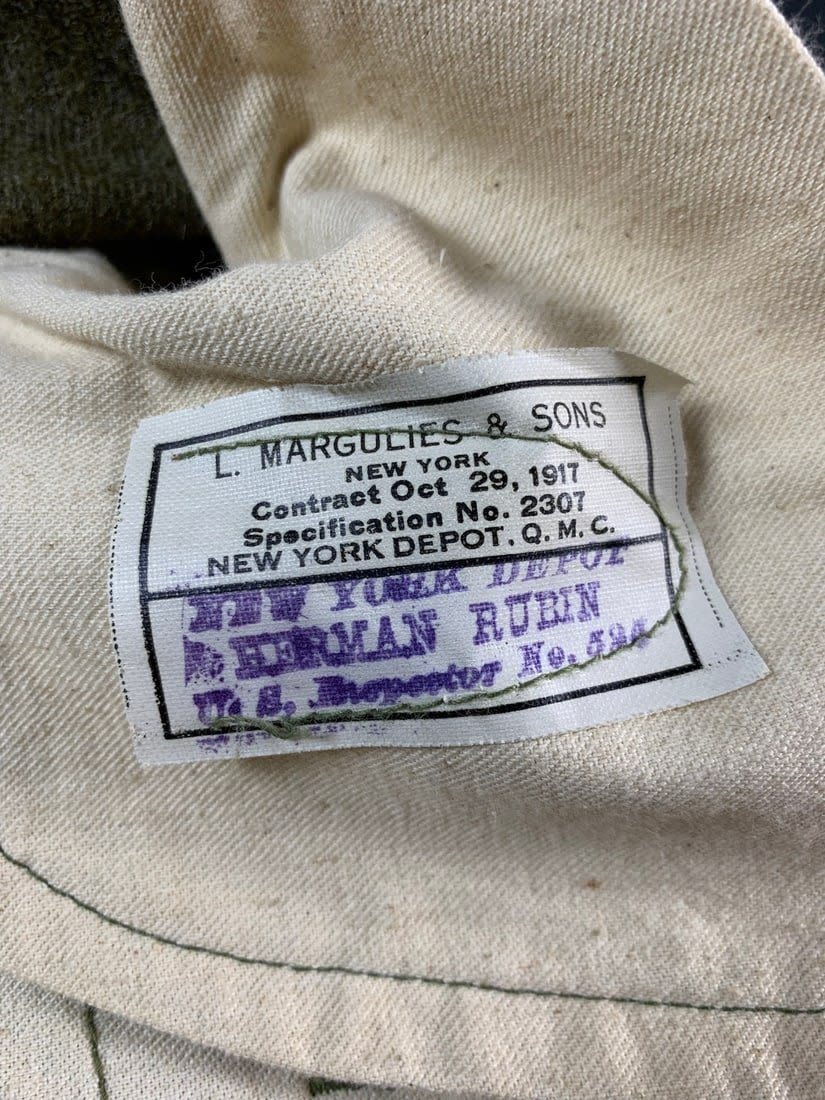 L. MARGULIES & SONS
NEW YORK
Contract Oct 29, 1917
Specification No. 2307
NEW YORK DEPOT. Q. M. C.
NEW YORK DEPOT
HERMAN RUBIN
U. S. Inspector No.